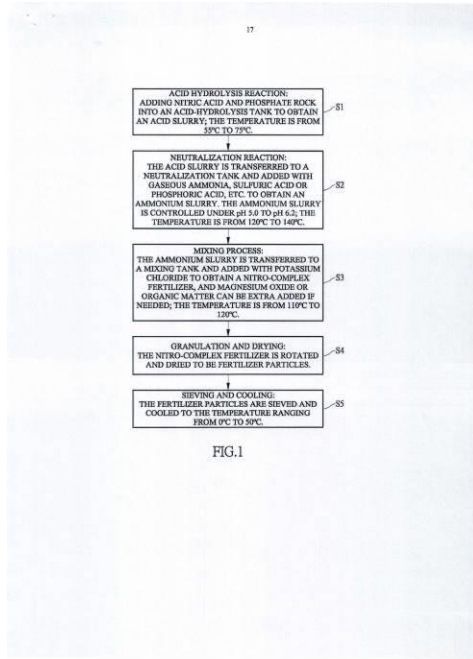 17
ACID HYDROLYSIS REACTION:
ADDING NITRIC ACID AND PHOSPHATE ROCK
INTO AN ACID-HYDROLYSIS TANK TO OBTAIN
AN ACID SLURRY; THE TEMPERATURE IS FROM
55°C TO 75°C.
S1
NEUTRALIZATION REACTION:
THE ACID SLURRY IS TRANSFERRED TO A
NEUTRALIZATION TANK AND ADDED WITH
GASEOUS AMMONIA, SULFURIC ACID OR
PHOSPHORIC ACID, ETC. TO OBTAIN AN
AMMONIUM SLURRY. THE AMMONIUM SLURRY
IS CONTROLLED UNDER pH 5.0 TO pH 6.2; THE
TEMPERATURE IS FROM 120°C TO 140°C.
S2
MIXING PROCESS:
THE AMMONIUM SLURRY IS TRANSFERRED TO
A MIXING TANK AND ADDED WITH POTASSIUM
CHLORIDE TO OBTAIN A NITRO-COMPLEX
FERTILIZER, AND MAGNESIUM OXIDE OR
ORGANIC MATTER CAN BE EXTRA ADDED IF
NEEDED; THE TEMPERATURE IS FROM 110°C TO
120°C.
S3
GRANULATION AND DRYING:
THE NITRO-COMPLEX FERTILIZER IS ROTATED
AND DRIED TO BE FERTILIZER PARTICLES.
S4
SIEVING AND COOLING:
THE FERTILIZER PARTICLES ARE SIEVED AND
COOLED TO THE TEMPERATURE RANGING
FROM 0°C TO 50°C.
S5
FIG.1